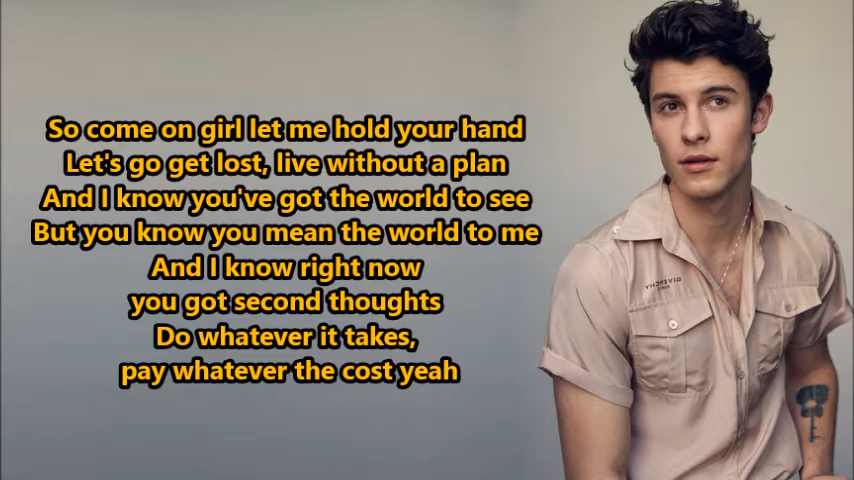 So come on girl let me hold your hand
Let's go get lost, live without a plan
And I know you've got the world to see
But you know you mean the world to me
And I know right now
you got second thoughts
Do whatever it takes,
pay whatever the cost yeah
GIVENCHY
PARIS